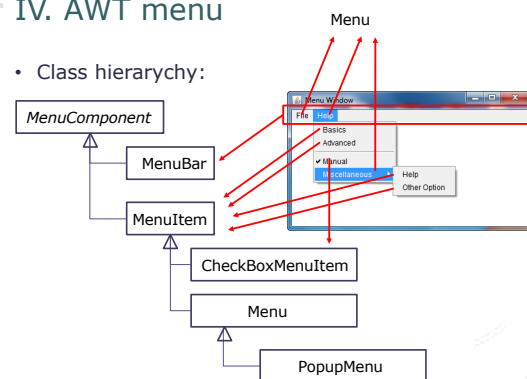 IV. AWT menu
Menu
• Class hierarychy:
MenuComponent
MenuBar
MenuItem
CheckBoxMenuItem
Menu
PopupMenu
Menu Window
File Help
Basics
Advanced
Manual
Miscellaneous
Help
Other Option